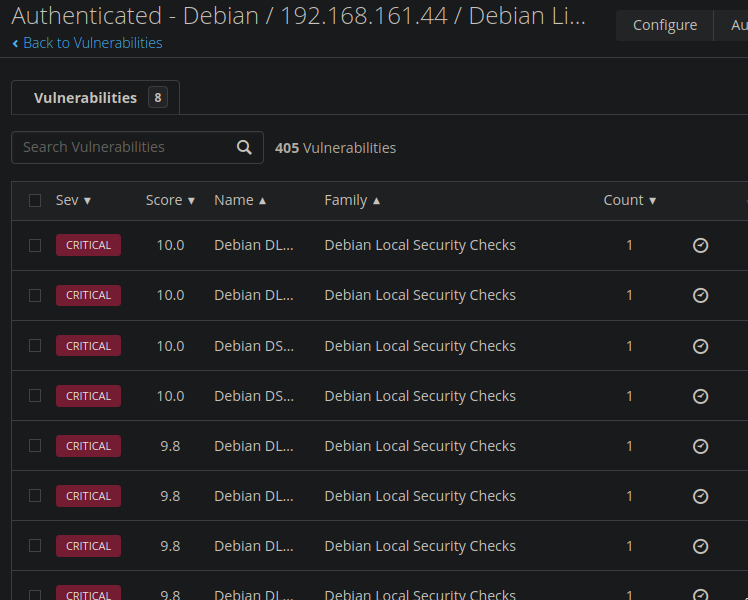 Authenticated - Debian / 192.168.161.44 / Debian Li...
Configure
Au
Back to Vulnerabilities
Vulnerabilities 8
Search Vulnerabilities
405 Vulnerabilities
Sev ▼ Score ▼ Name ▲ Family ▲ Count ▼
CRITICAL 10.0 Debian DL... Debian Local Security Checks 1
CRITICAL 10.0 Debian DL... Debian Local Security Checks 1
CRITICAL 10.0 Debian DS... Debian Local Security Checks 1
CRITICAL 10.0 Debian DS... Debian Local Security Checks 1
CRITICAL 9.8 Debian DL... Debian Local Security Checks 1
CRITICAL 9.8 Debian DL... Debian Local Security Checks 1
CRITICAL 9.8 Debian DL... Debian Local Security Checks 1
CRITICAL 9.8 Debian DL... Debian Local Security Checks 1